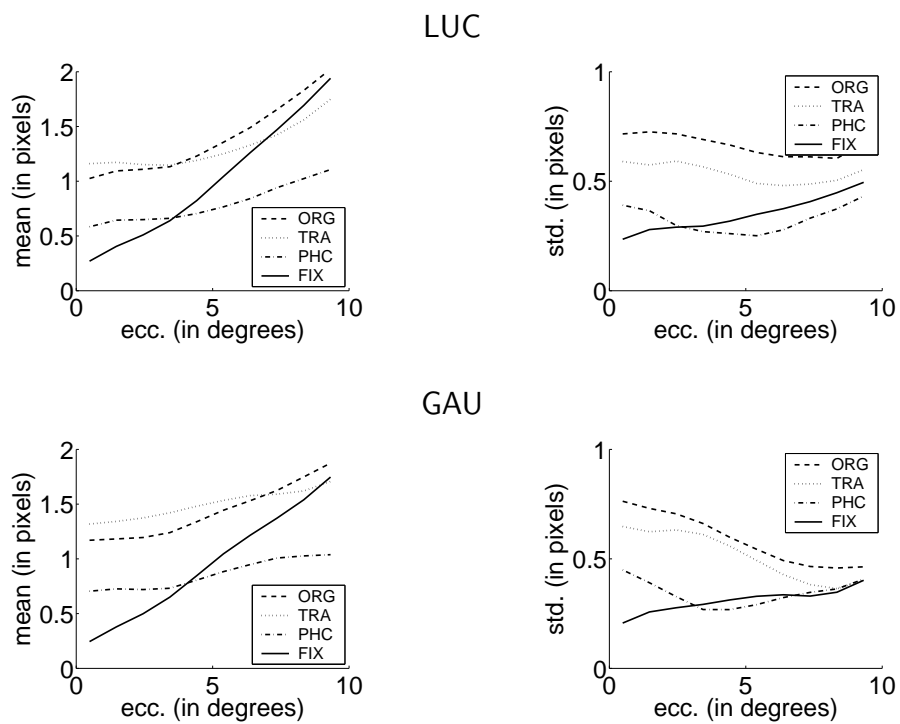 LUC
mean (in pixels)
2
1.5
1
0.5
0
0 5 10
ecc. (in degrees)
ORG
TRA
PHC
FIX
std. (in pixels)
1
0.5
0
0 5 10
ecc. (in degrees)
ORG
TRA
PHC
FIX
GAU
mean (in pixels)
2
1.5
1
0.5
0
0 5 10
ecc. (in degrees)
ORG
TRA
PHC
FIX
std. (in pixels)
1
0.5
0
0 5 10
ecc. (in degrees)
ORG
TRA
PHC
FIX